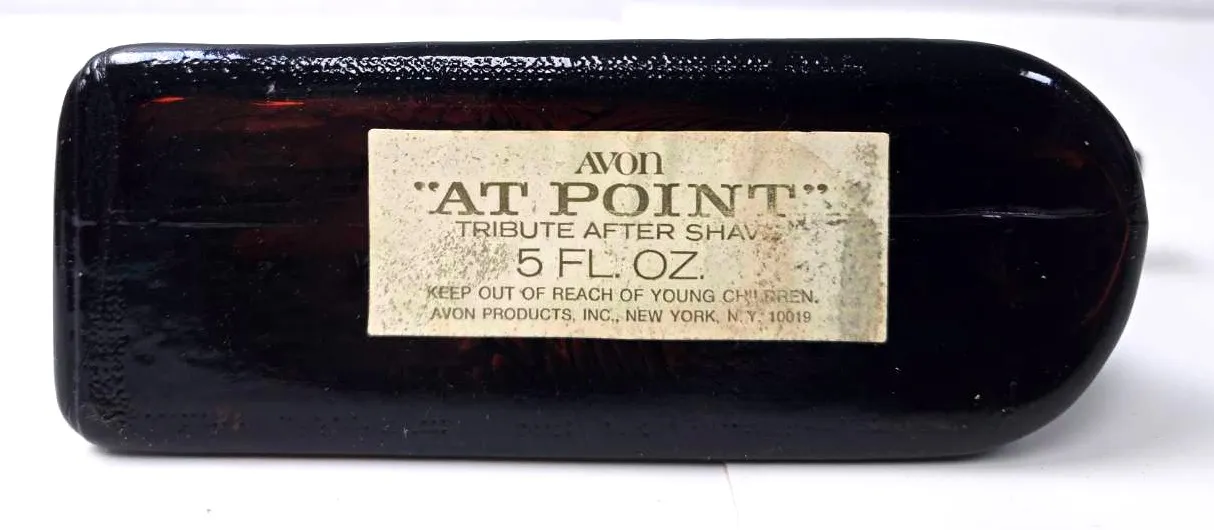 AVON
"AT POINT"
TRIBUTE AFTER SHAVE
5 FL. OZ.
KEEP OUT OF REACH OF YOUNG CHILDREN.
AVON PRODUCTS, INC., NEW YORK, N.Y. 10019